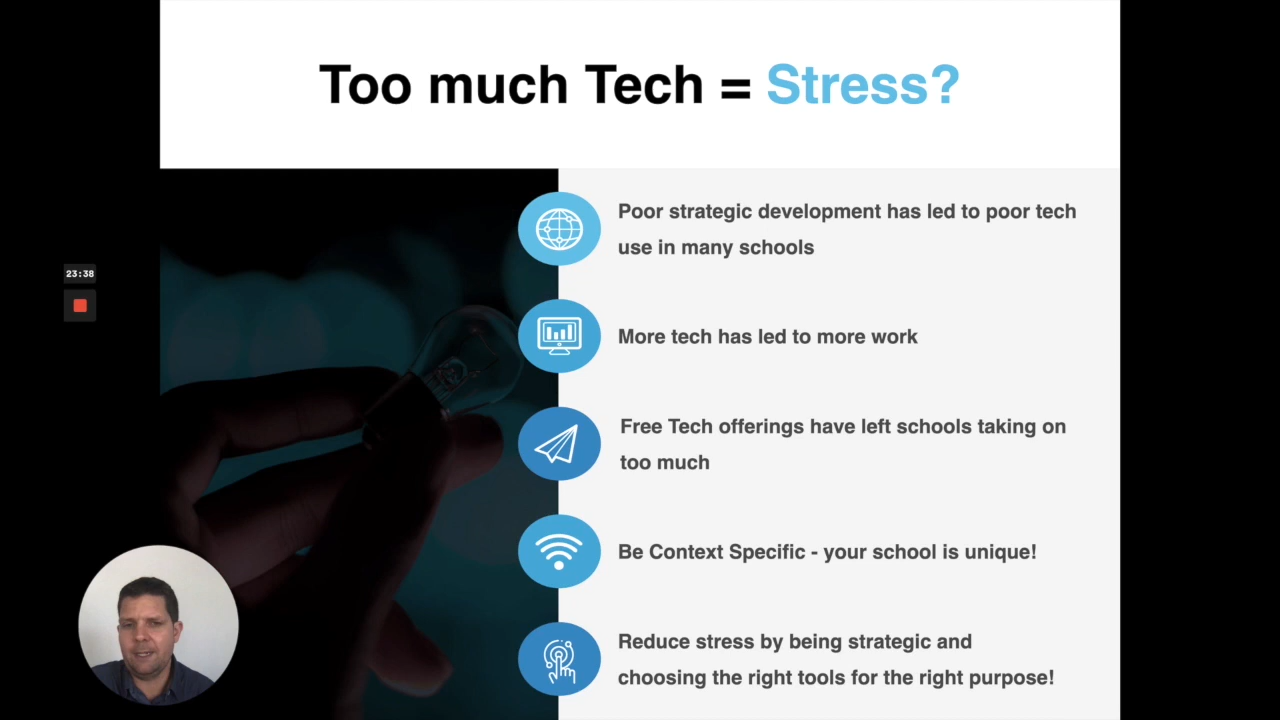 Too much Tech = Stress?
Poor strategic development has led to poor tech
use in many schools
23:38
More tech has led to more work
Free Tech offerings have left schools taking on
too much
Be Context Specific - your school is unique!
Reduce stress by being strategic and
choosing the right tools for the right purpose!